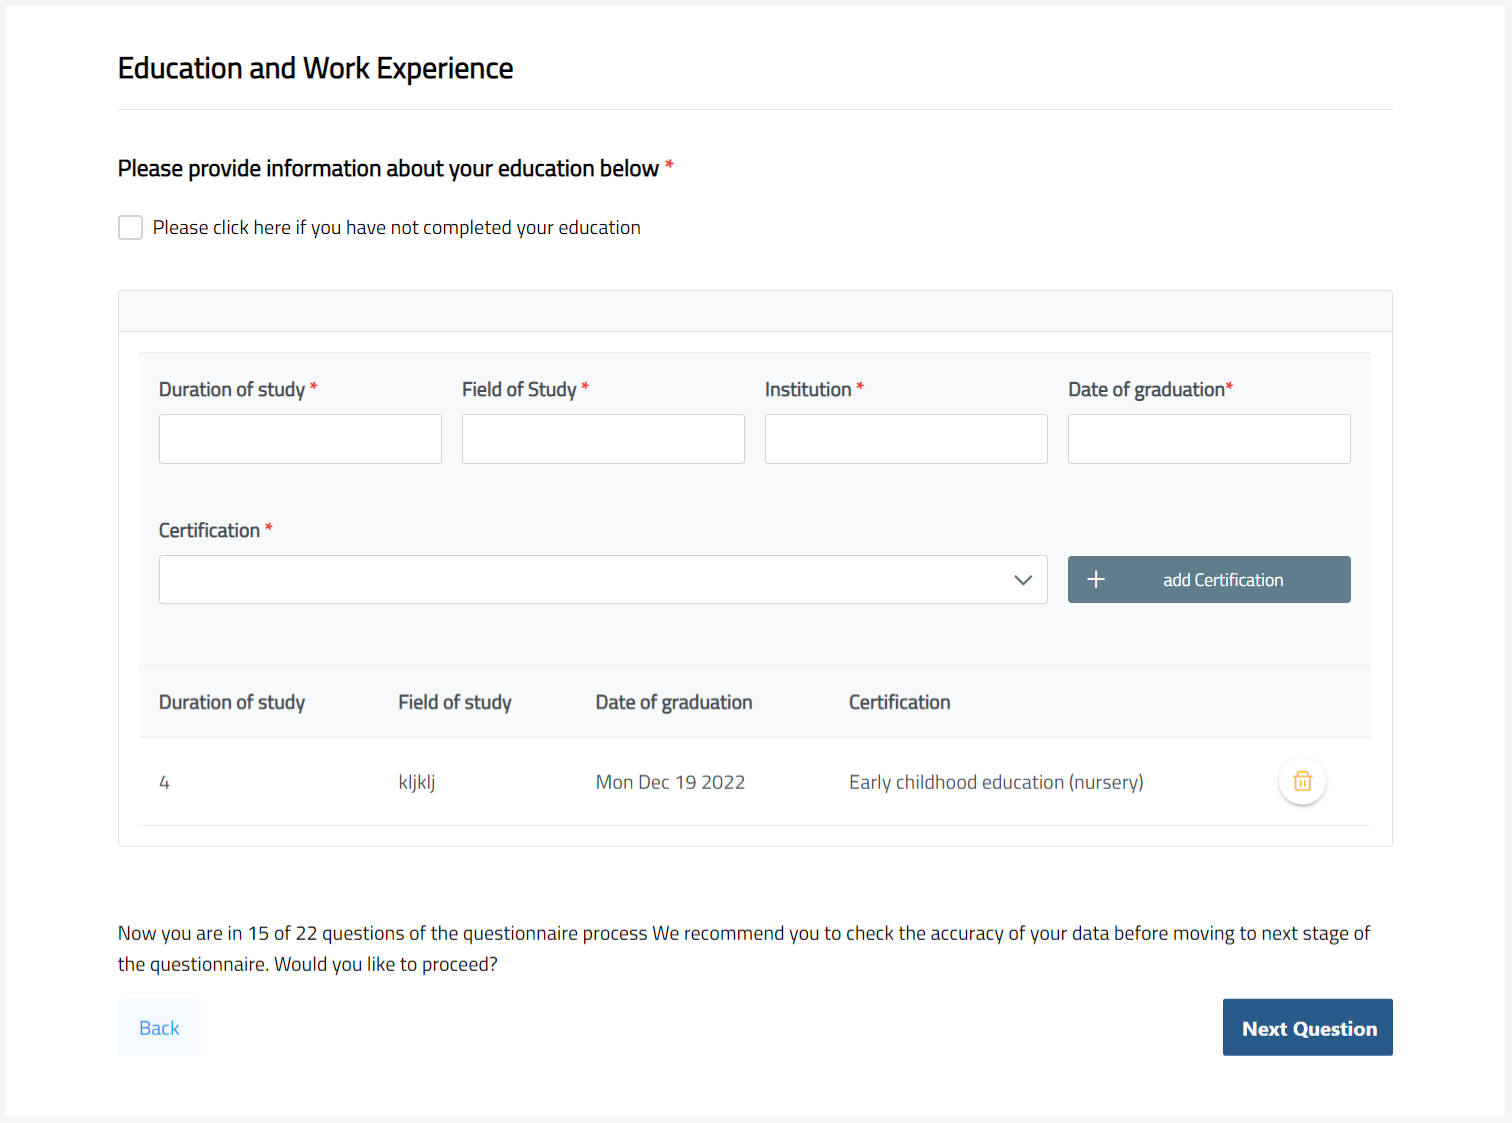 Education and Work Experience
Please provide information about your education below *
Please click here if you have not completed your education
Duration of study * Field of Study * Institution * Date of graduation*
Certification *
+ add Certification
Duration of study Field of study Date of graduation Certification
4 kljklj Mon Dec 19 2022 Early childhood education (nursery)
Now you are in 15 of 22 questions of the questionnaire process We recommend you to check the accuracy of your data before moving to next stage of
the questionnaire. Would you like to proceed?
Back Next Question